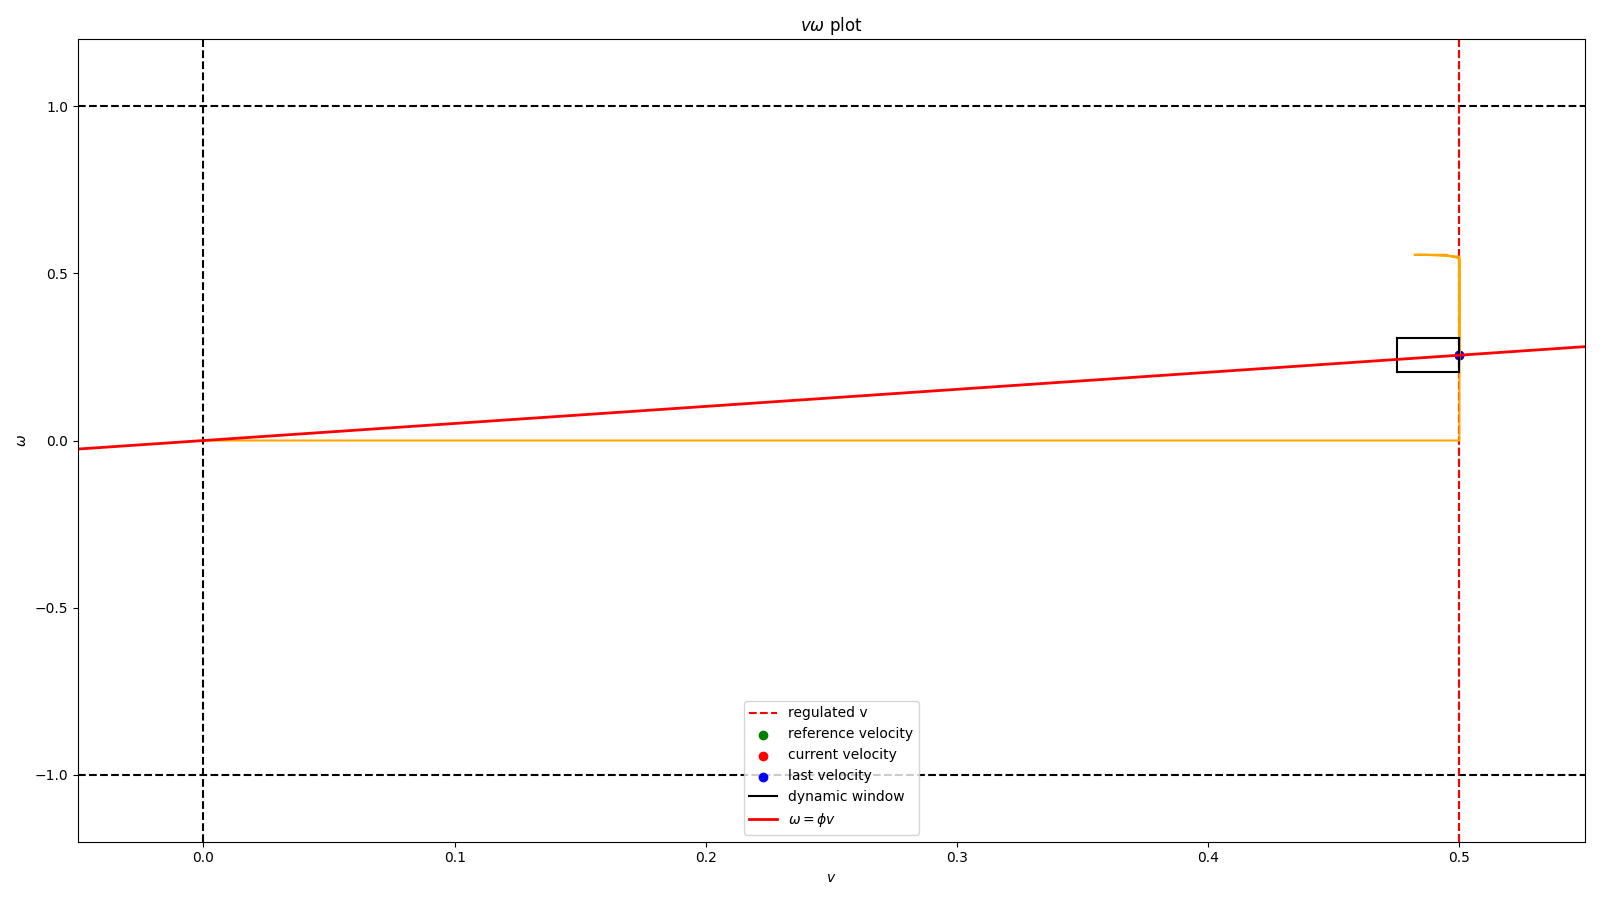 vω plot
1.0
0.5
0.0
−0.5
−1.0
ω
0.0 0.1 0.2 0.3 0.4 0.5
v
regulated v
reference velocity
current velocity
last velocity
dynamic window
ω = ϕv